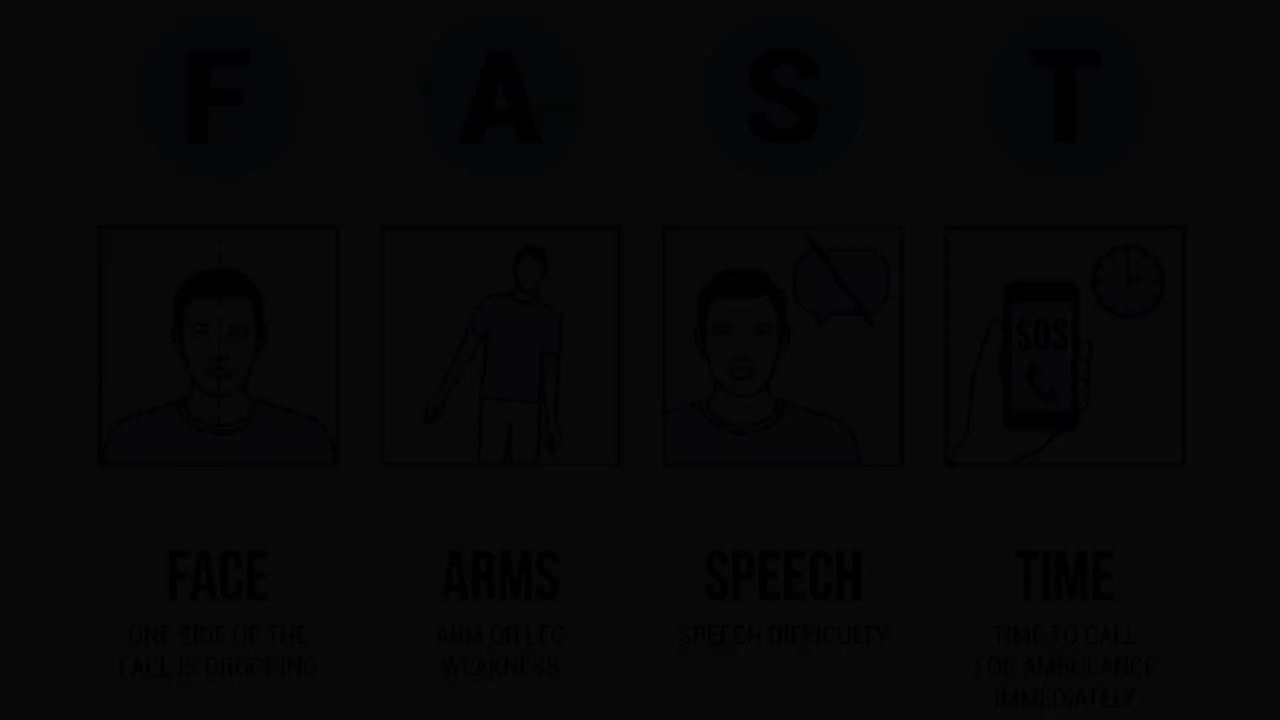 F A S T
SOS
FACE
ONE SIDE OF THE
FACE IS DROOPING
ARMS
ARM OR LEG
WEAKNESS
SPEECH
SPEECH DIFFICULTY
TIME
TIME TO CALL
FOR AMBULANCE
IMMEDIATELY